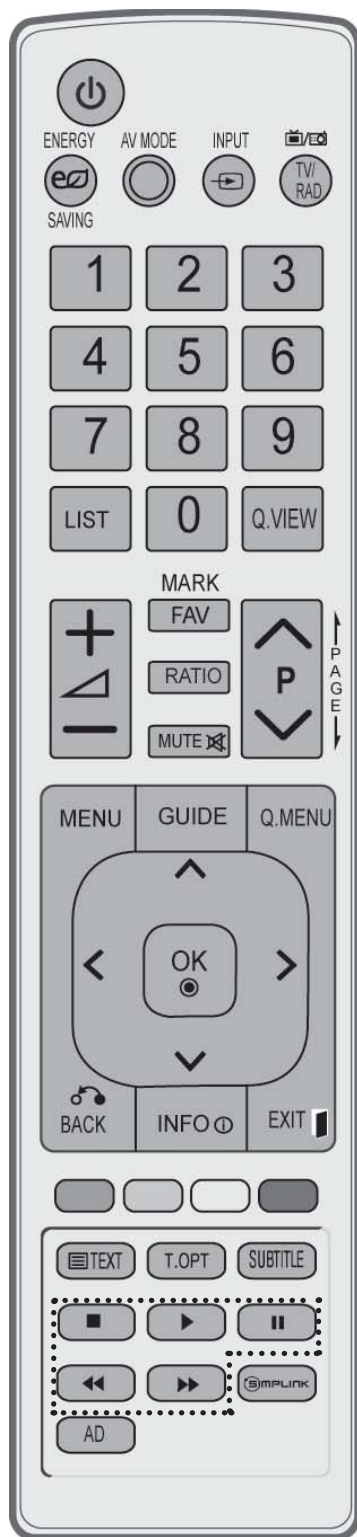 ENERGY AV MODE INPUT
TV/
RAD
SAVING
1 2 3
4 5 6
7 8 9
LIST 0 Q.VIEW
MARK
FAV
RATIO
MUTE
P
PAGE
MENU GUIDE Q.MENU
OK
BACK INFO EXIT
TEXT T.OPT SUBTITLE
SIMPLINK
AD